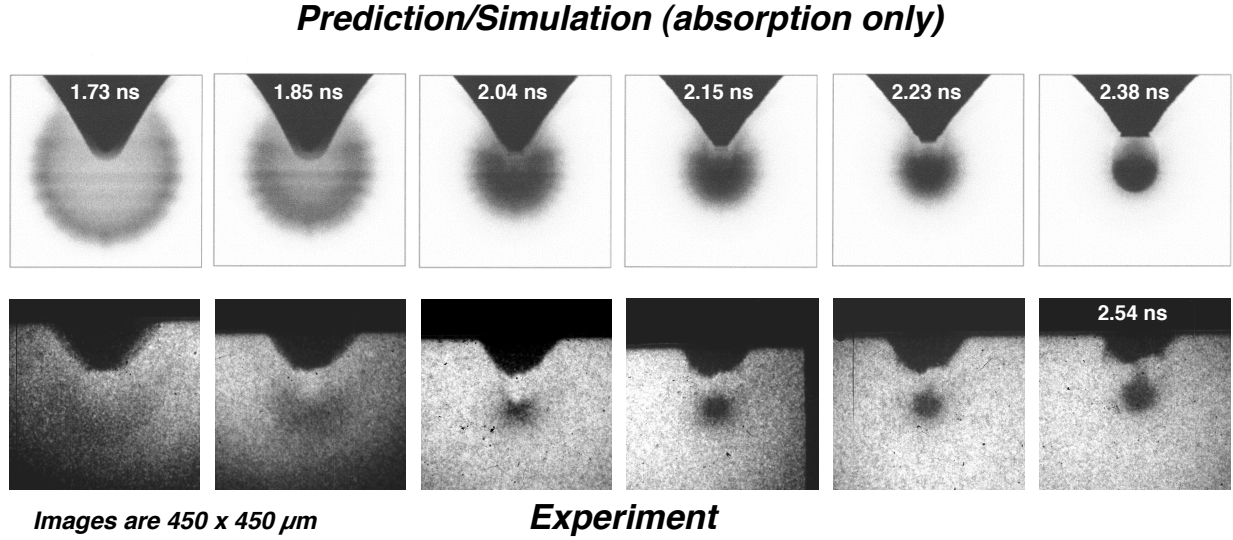 Prediction/Simulation (absorption only)
1.73 ns
1.85 ns
2.04 ns
2.15 ns
2.23 ns
2.38 ns
2.54 ns
Images are 450 x 450 µm
Experiment